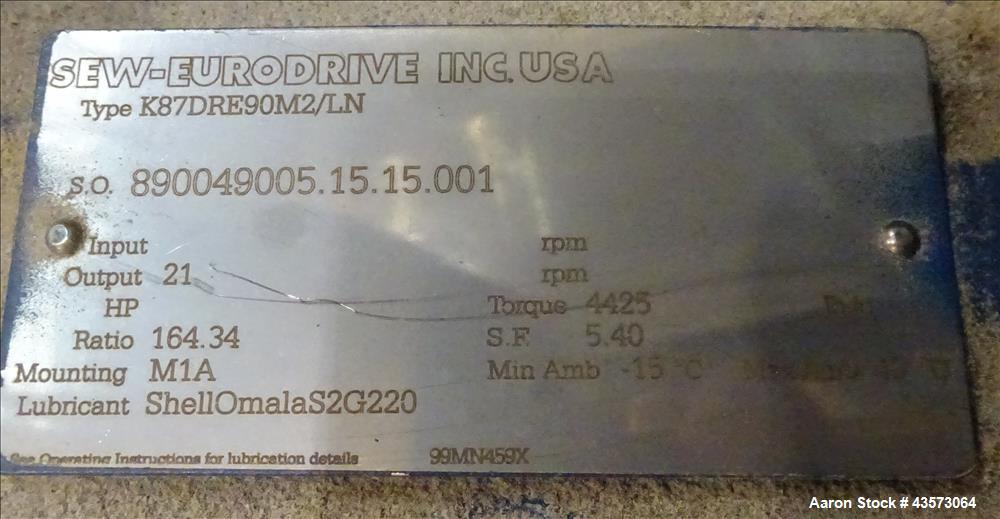 SEW-EURODRIVE INC. USA
Type K87DRE90M2/LN
S.O. 890049005.15.15.001
Input rpm
Output 21 rpm
HP Torque 4425
Ratio 164.34 S.F. 5.40
Mounting M1A Min Amb -15 °C Amb °C
Lubricant ShellOmalaS2G220
See Operating Instructions for lubrication details 99MN459X
Aaron Stock # 43573064